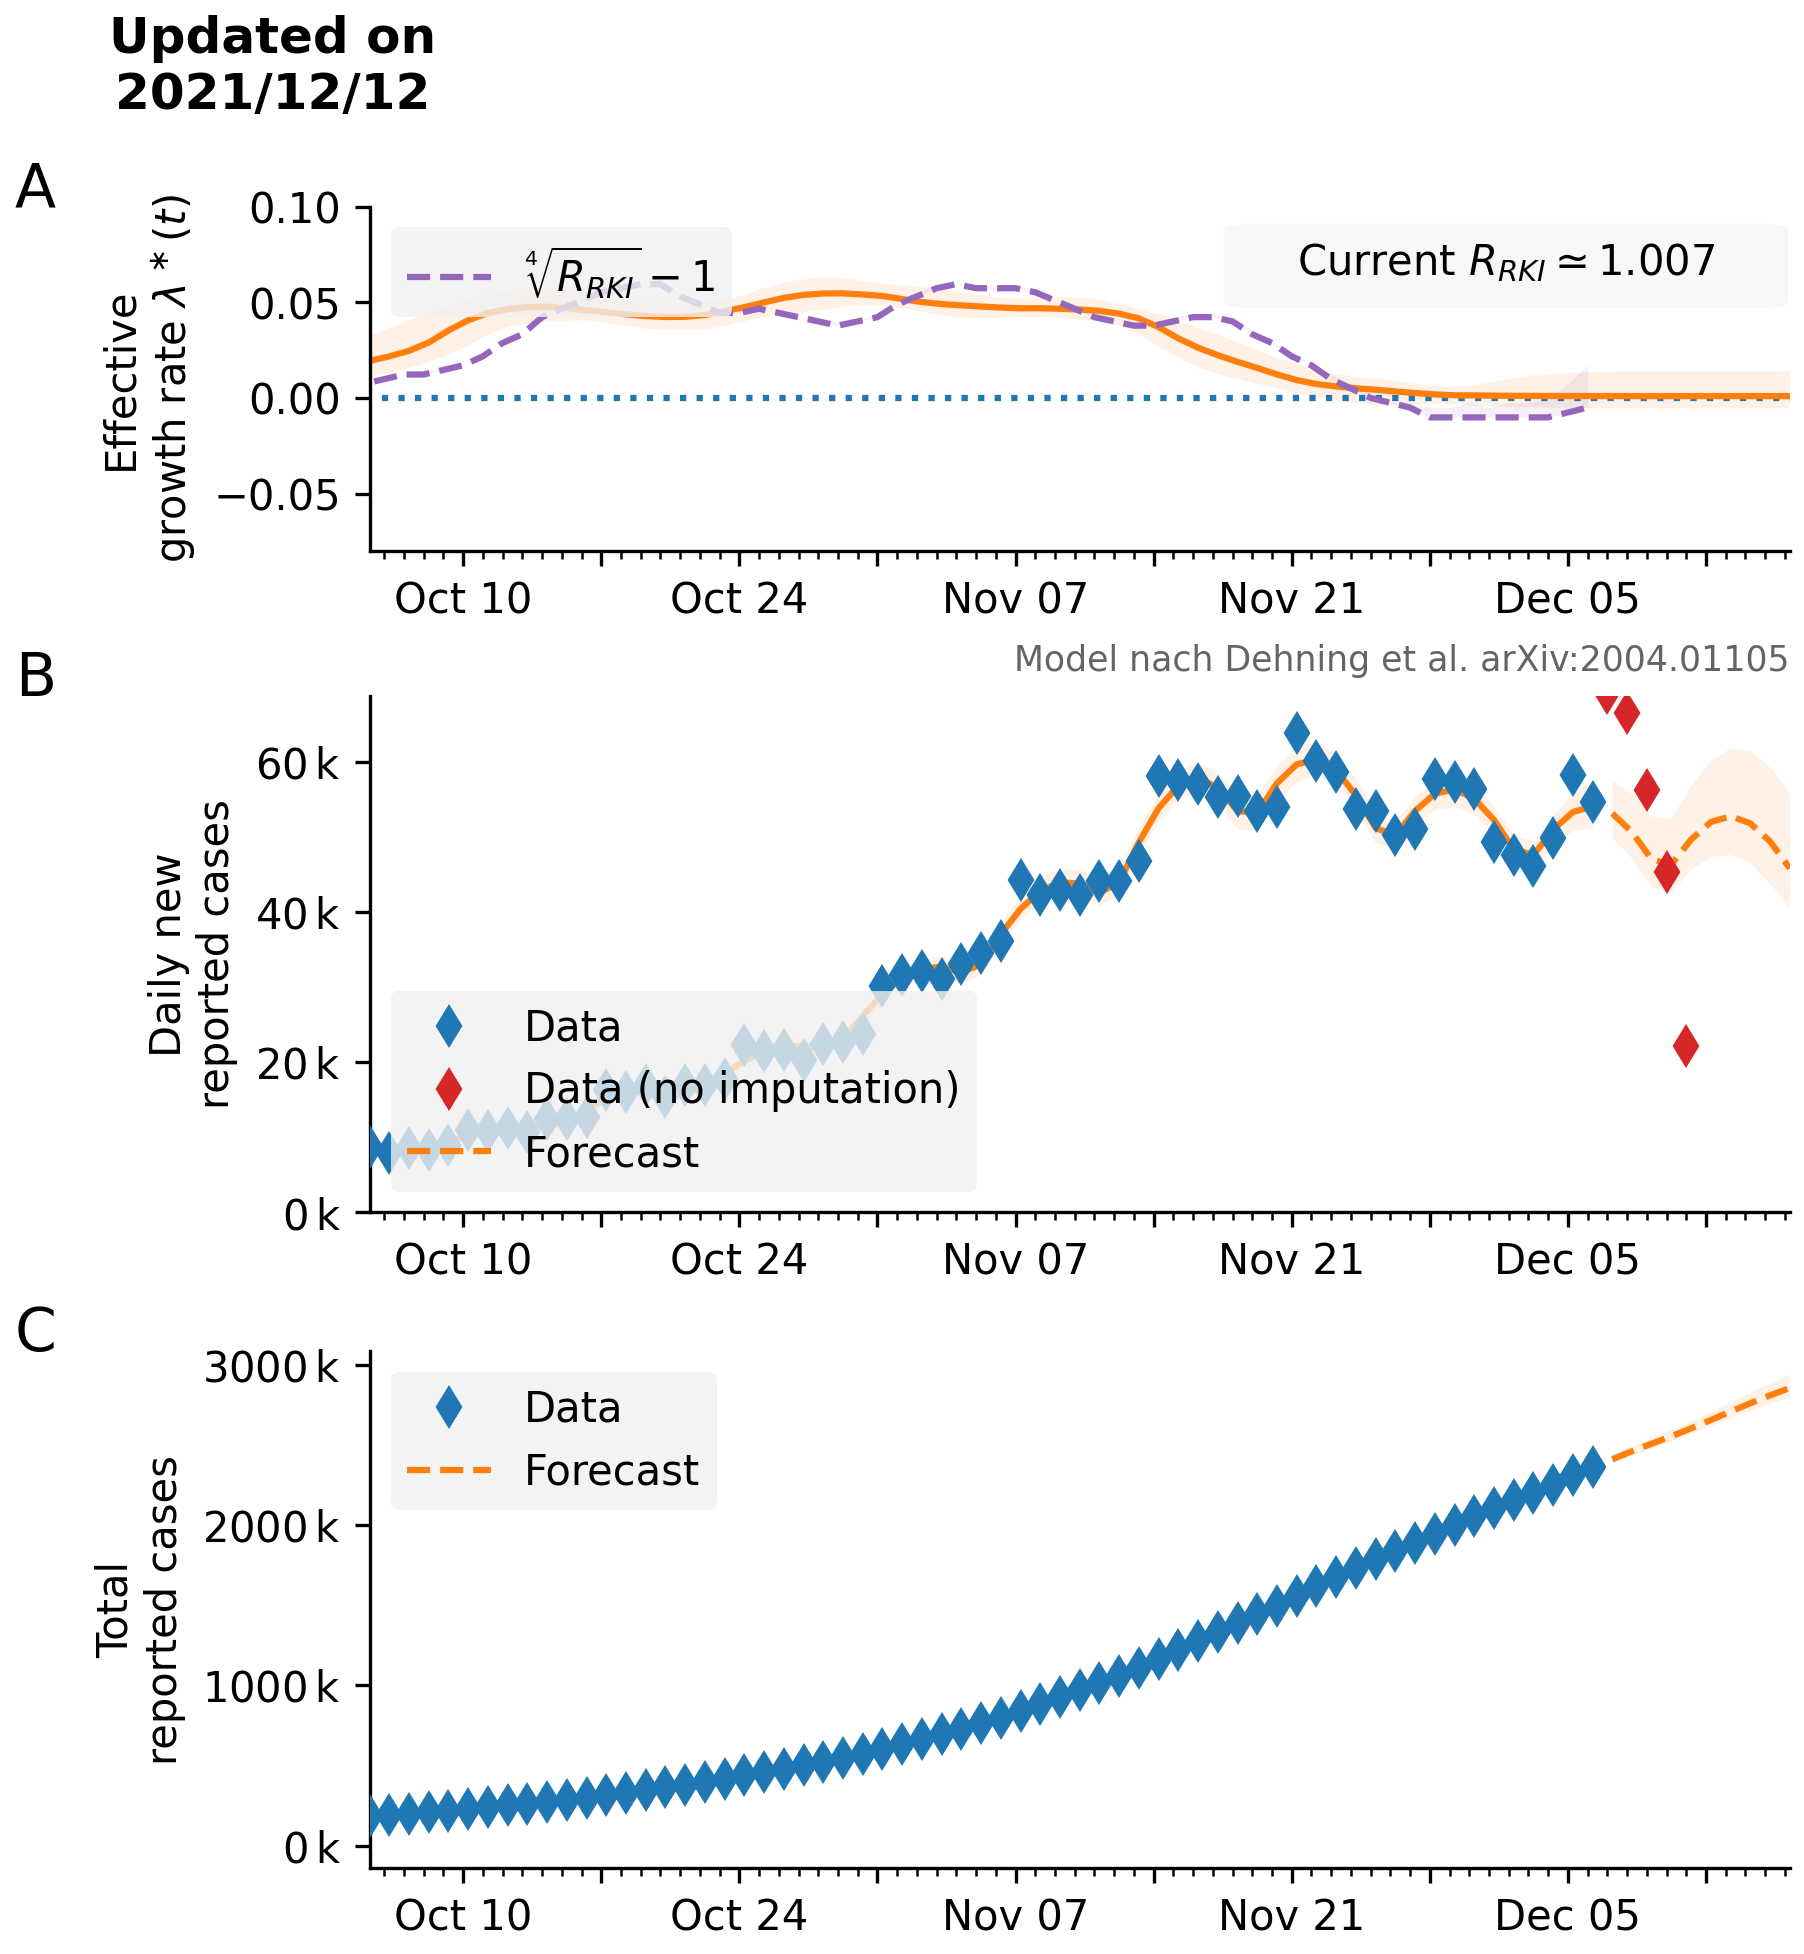 Updated on
2021/12/12
A
Effective
growth rate λ * (t)
0.10
0.05
0.00
−0.05
∜R_RKI − 1
Current R_RKI ≃ 1.007
Oct 10
Oct 24
Nov 07
Nov 21
Dec 05
B
Model nach Dehning et al. arXiv:2004.01105
Daily new
reported cases
60 k
40 k
20 k
0 k
Data
Data (no imputation)
Forecast
Oct 10
Oct 24
Nov 07
Nov 21
Dec 05
C
Total
reported cases
3000 k
2000 k
1000 k
0 k
Data
Forecast
Oct 10
Oct 24
Nov 07
Nov 21
Dec 05